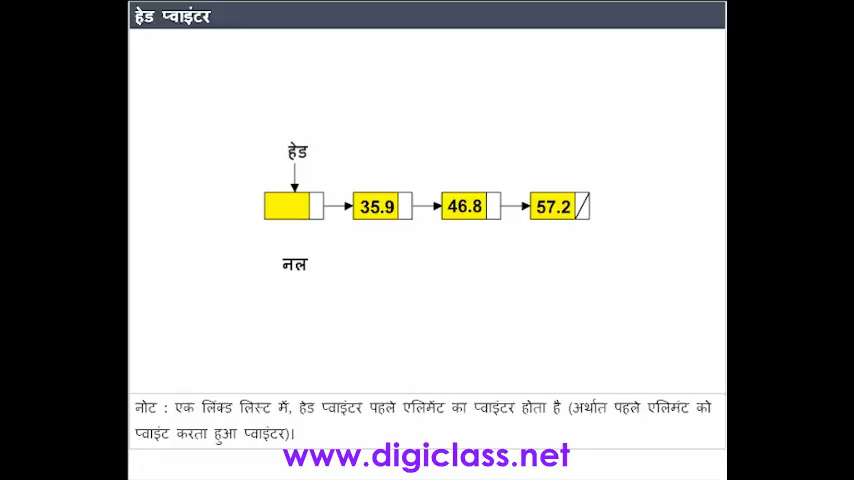 हेड प्वाइंटर
हेड
35.9 46.8 57.2
नल
नोट : एक लिंक्ड लिस्ट में, हेड प्वाइंटर पहले एलिमेंट का प्वाइंटर होता है (अर्थात पहले एलिमंट को
प्वाइंट करता हुआ प्वाइंटर)।
www.digiclass.net